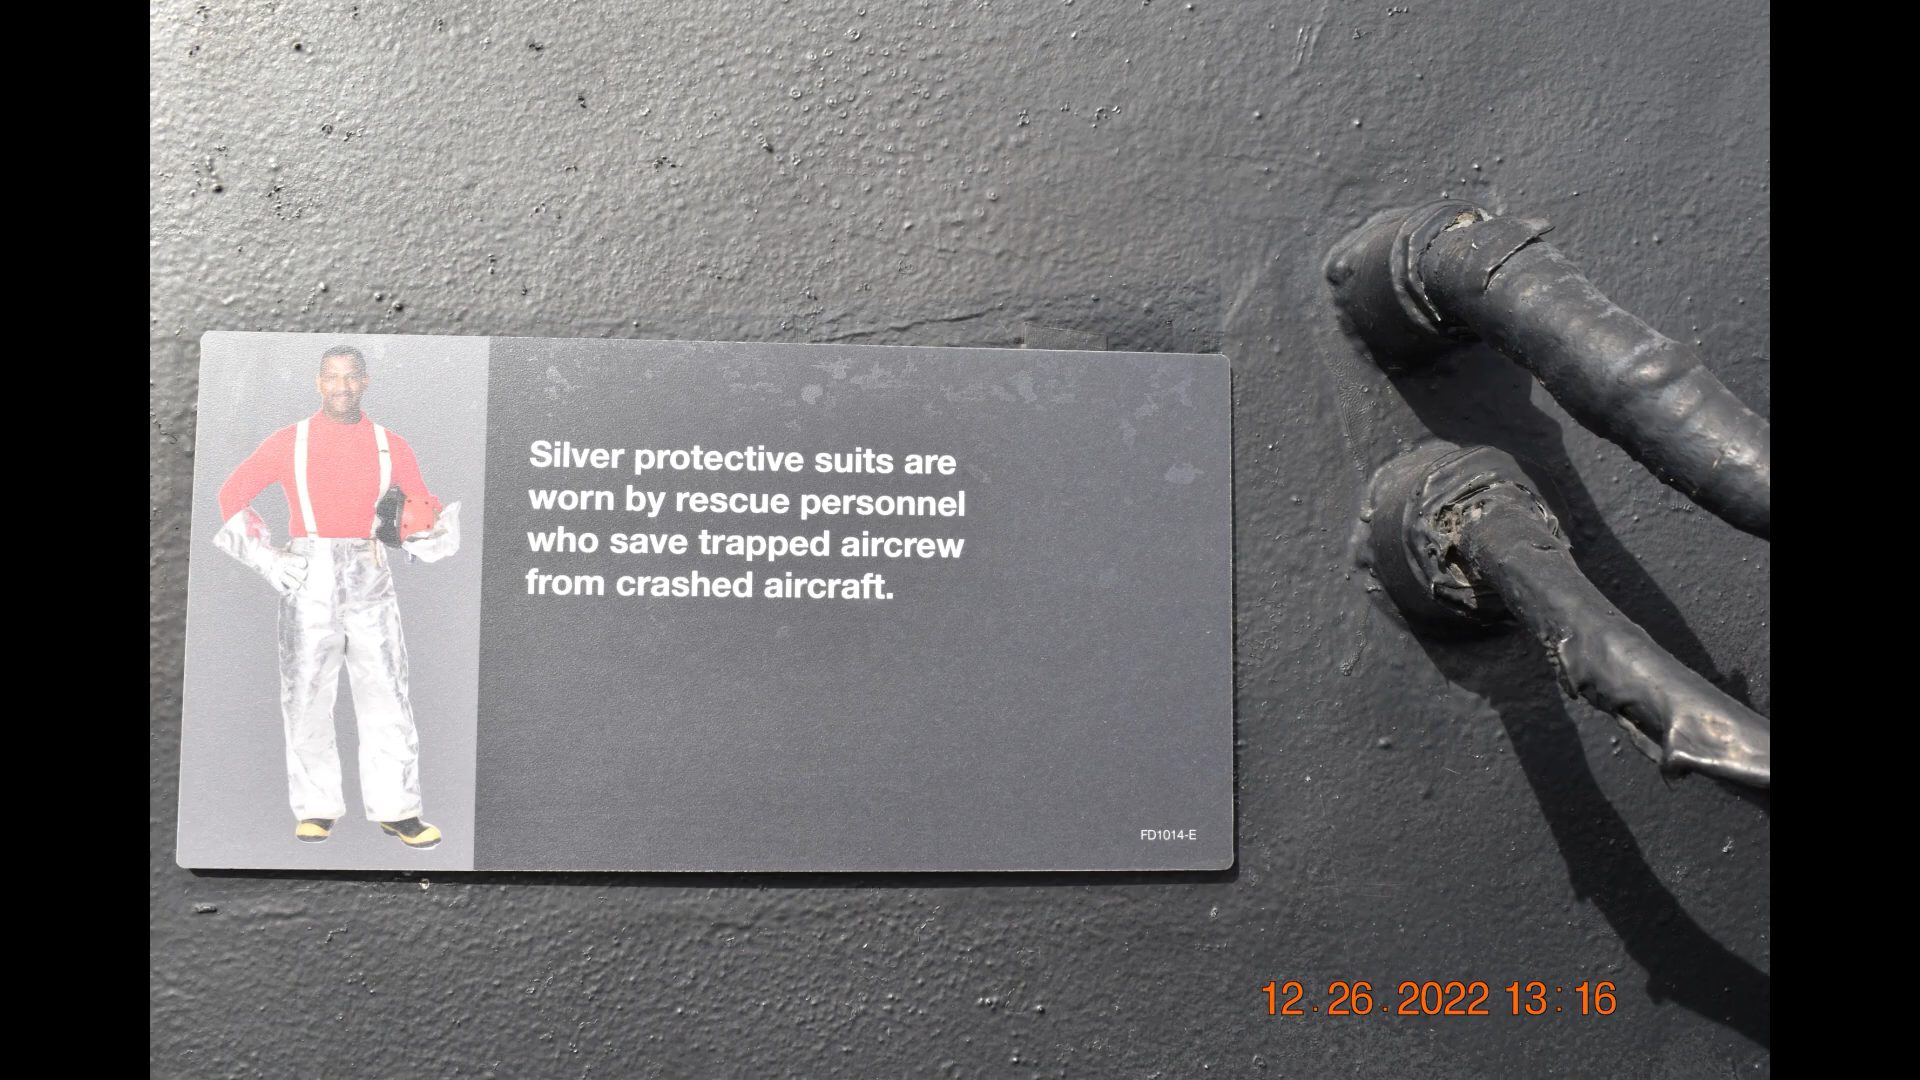 Silver protective suits are
worn by rescue personnel
who save trapped aircrew
from crashed aircraft.
FD1014-E
12.26.2022 13:16